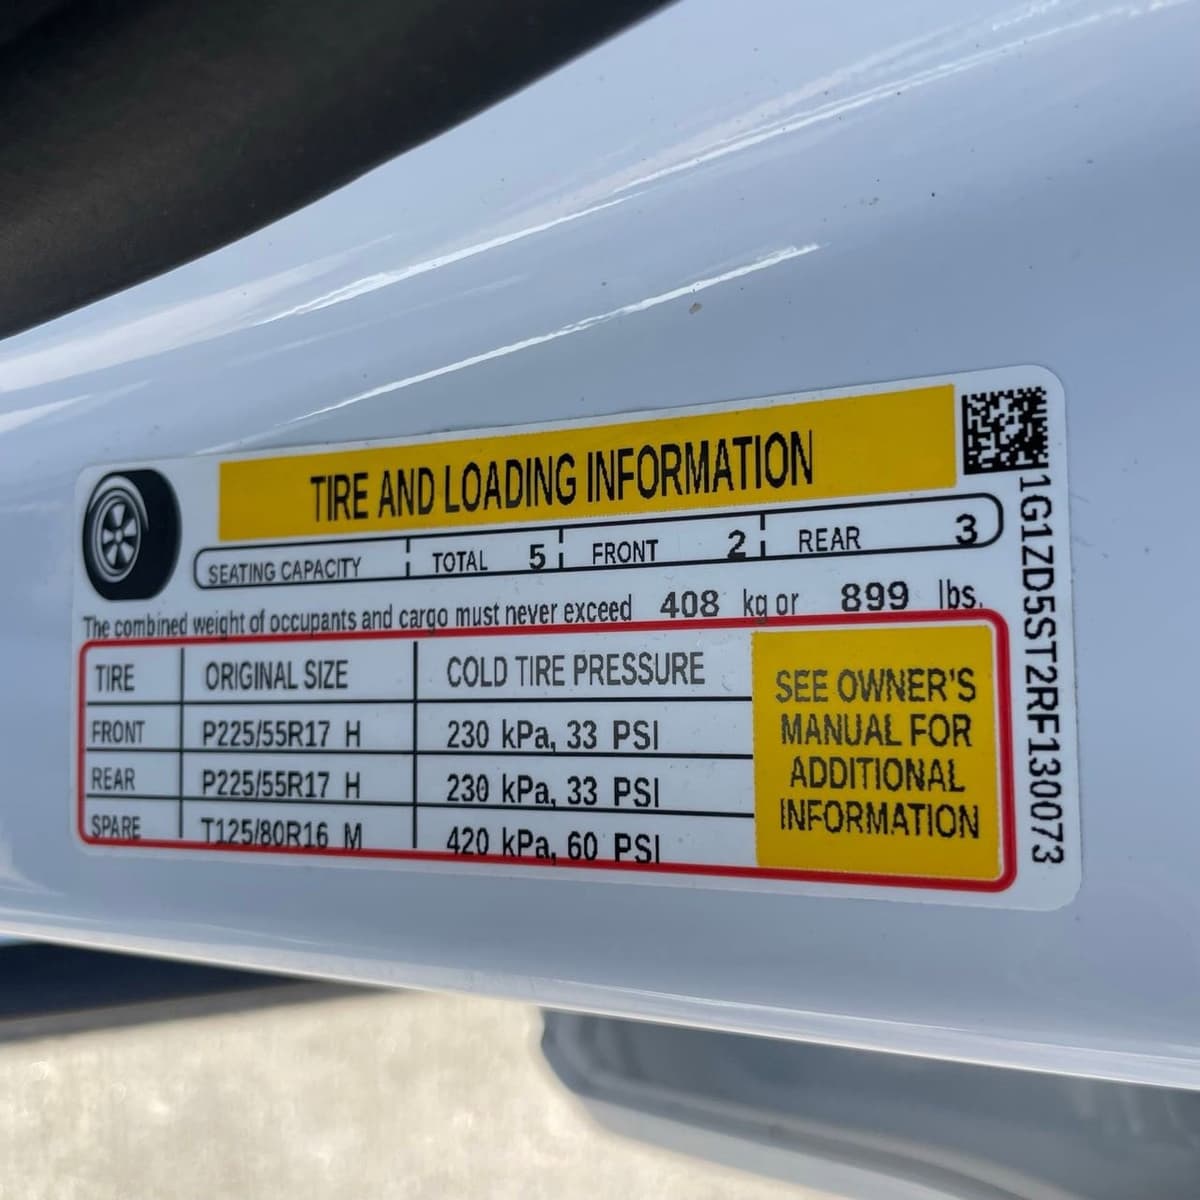 TIRE AND LOADING INFORMATION
SEATING CAPACITY TOTAL 5 FRONT 2 REAR 3
The combined weight of occupants and cargo must never exceed 408 kg or 899 lbs.
TIRE ORIGINAL SIZE COLD TIRE PRESSURE
FRONT P225/55R17 H 230 kPa, 33 PSI
REAR P225/55R17 H 230 kPa, 33 PSI
SPARE T125/80R16 M 420 kPa, 60 PSI
SEE OWNER'S
MANUAL FOR
ADDITIONAL
INFORMATION
1G1ZD5ST2RF130073